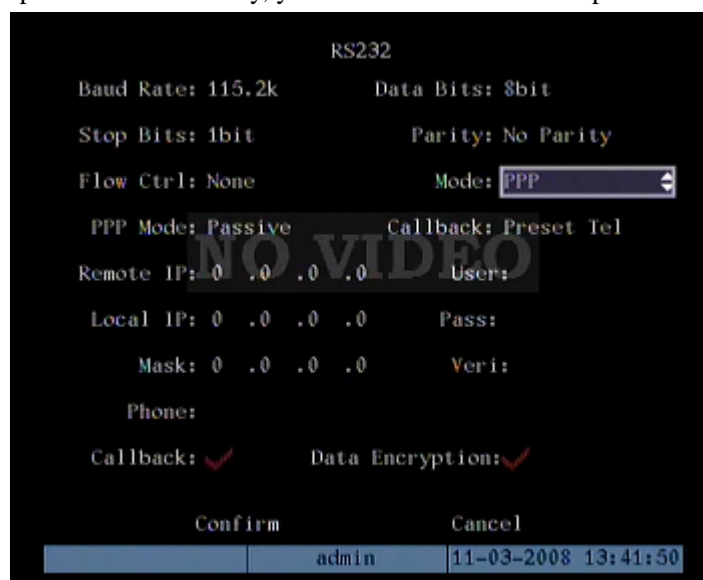 RS232
Baud Rate: 115.2k Data Bits: 8bit
Stop Bits: 1bit Parity: No Parity
Flow Ctrl: None Mode: PPP
PPP Mode: Passive Callback: Preset Tel
NO VIDEO
Remote IP: 0 .0 .0 .0 User:
Local IP: 0 .0 .0 .0 Pass:
Mask: 0 .0 .0 .0 Veri:
Phone:
Callback: Data Encryption:
Confirm Cancel
admin 11-03-2008 13:41:50